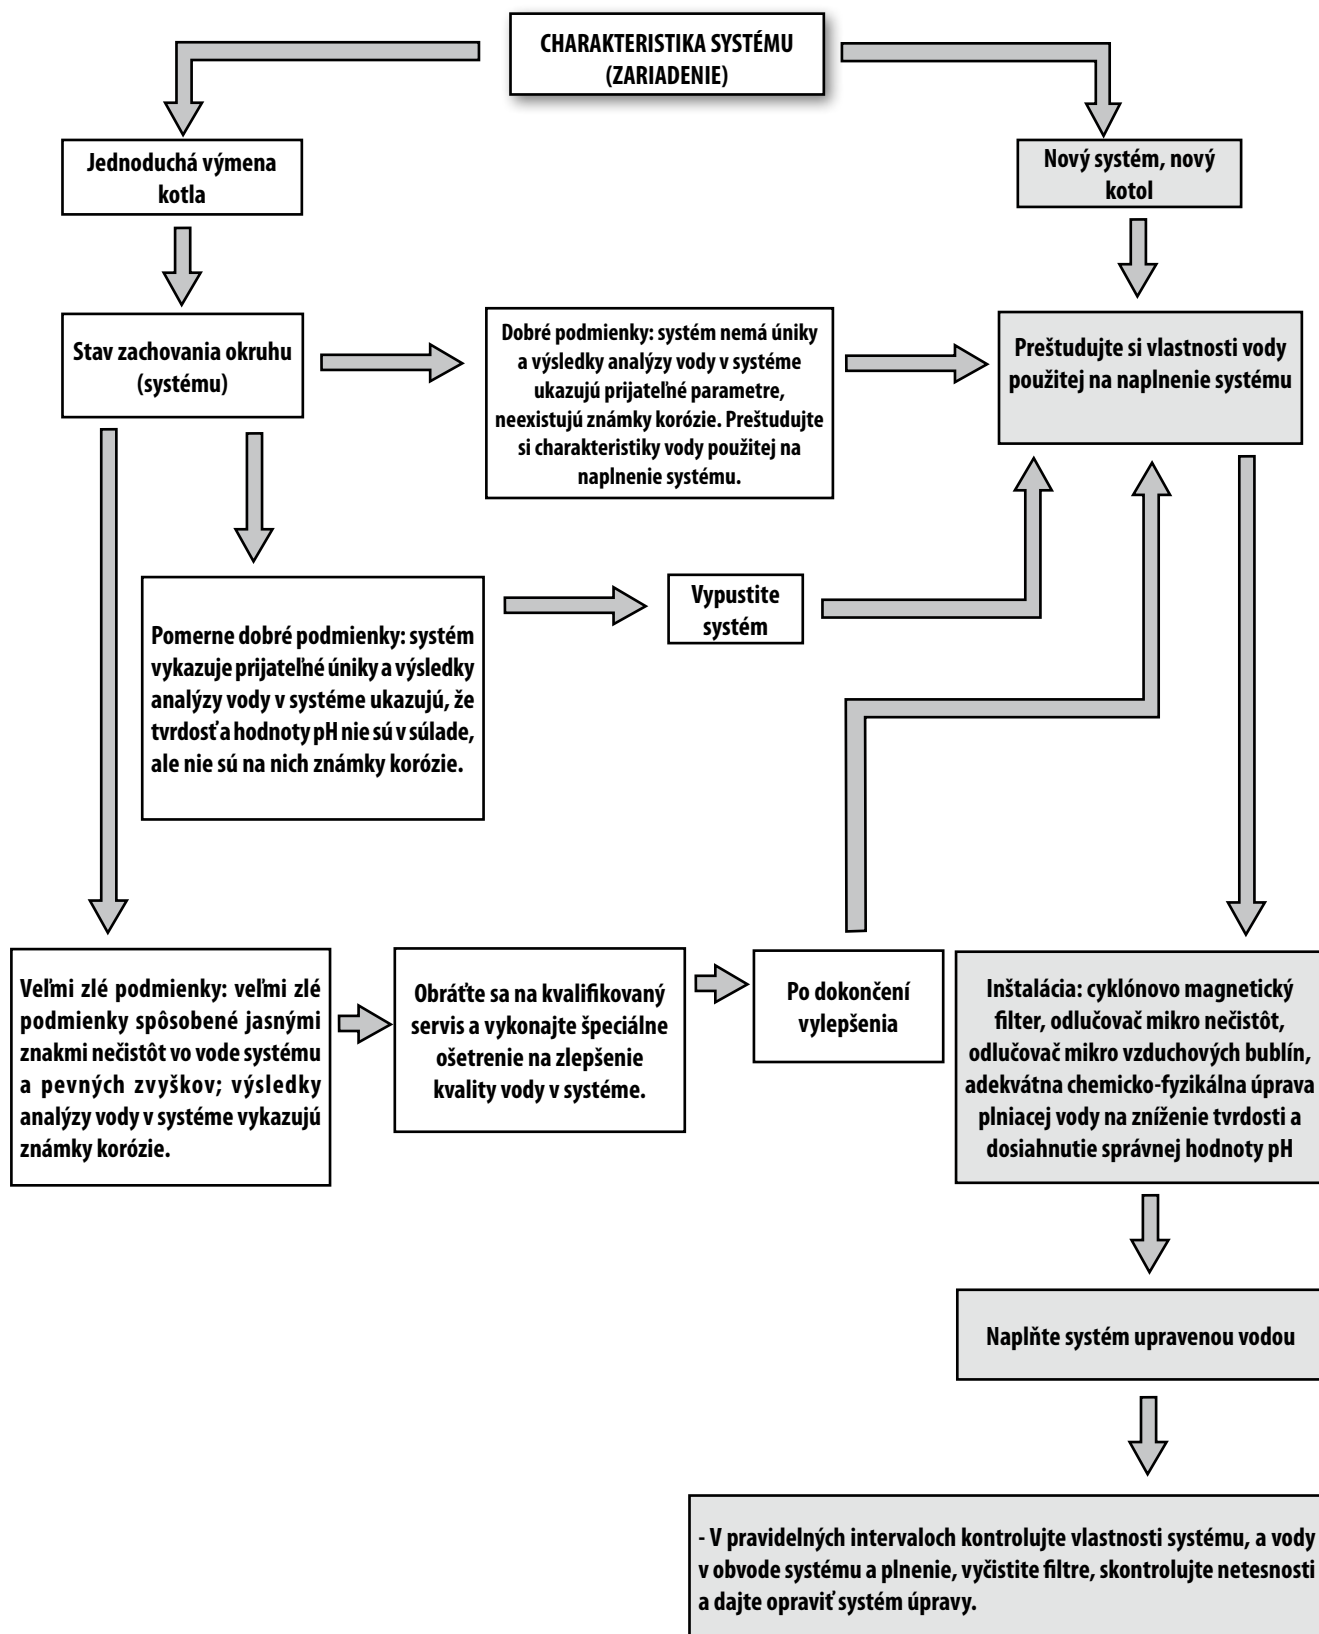 CHARAKTERISTIKA SYSTÉMU
(ZARIADENIE)
Jednoduchá výmena
kotla
Nový systém, nový
kotol
Stav zachovania okruhu
(systému)
Dobré podmienky: systém nemá úniky
a výsledky analýzy vody v systéme
ukazujú prijateľné parametre,
neexistujú známky korózie. Preštudujte
si charakteristiky vody použitej na
naplnenie systému.
Preštudujte si vlastnosti vody
použitej na naplnenie systému
Pomerne dobré podmienky: systém
vykazuje prijateľné úniky a výsledky
analýzy vody v systéme ukazujú, že
tvrdosť a hodnoty pH nie sú v súlade,
ale nie sú na nich známky korózie.
Vypustite
systém
Veľmi zlé podmienky: veľmi zlé
podmienky spôsobené jasnými
znakmi nečistôt vo vode systému
a pevných zvyškov; výsledky
analýzy vody v systéme vykazujú
známky korózie.
Obráťte sa na kvalifikovaný
servis a vykonajte špeciálne
ošetrenie na zlepšenie
kvality vody v systéme.
Po dokončení
vylepšenia
Inštalácia: cyklónovo magnetický
filter, odlučovač mikro nečistôt,
odlučovač mikro vzduchových bublín,
adekvátna chemicko-fyzikálna úprava
plniacej vody na zníženie tvrdosti a
dosiahnutie správnej hodnoty pH
Naplňte systém upravenou vodou
- V pravidelných intervaloch kontrolujte vlastnosti systému, a vody
v obvode systému a plnenie, vyčistite filtre, skontrolujte netesnosti
a dajte opraviť systém úpravy.